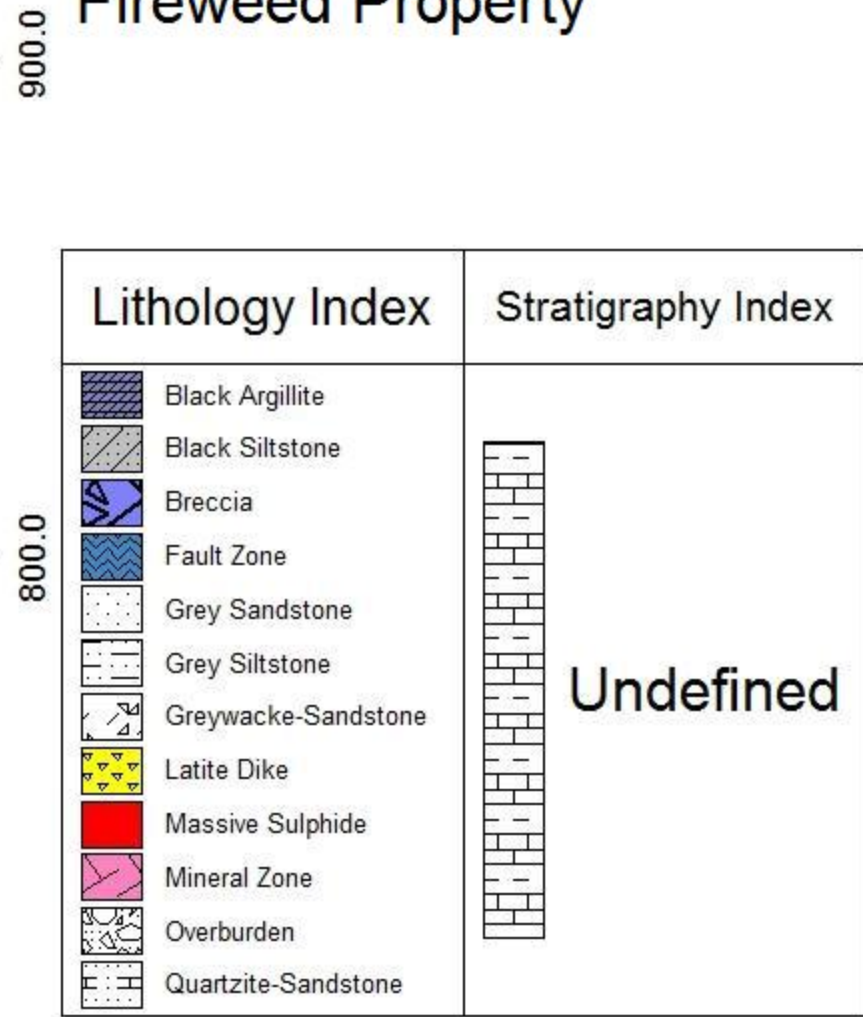 Fireweed Property
900.0
800.0
Lithology Index
Stratigraphy Index
Black Argillite
Black Siltstone
Breccia
Fault Zone
Grey Sandstone
Grey Siltstone
Greywacke-Sandstone
Latite Dike
Massive Sulphide
Mineral Zone
Overburden
Quartzite-Sandstone
Undefined